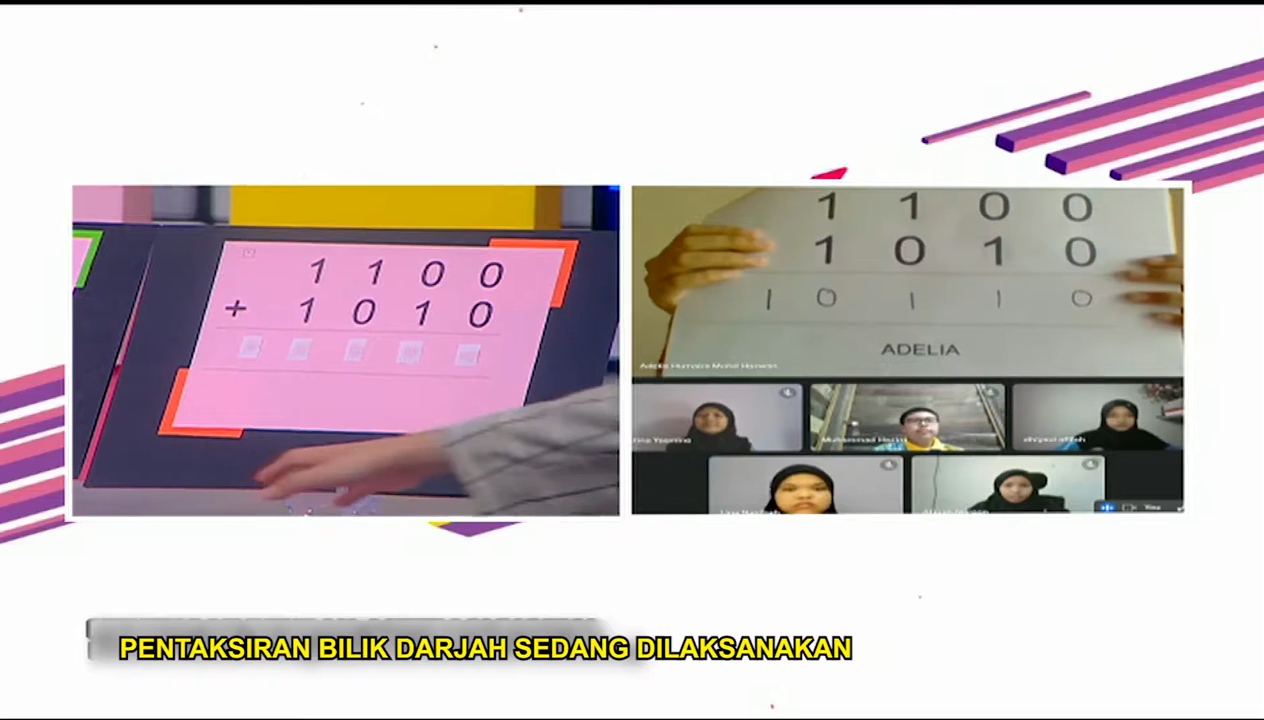 1 1 0 0
+ 1 0 1 0
1 1 0 0
1 0 1 0
1 0 1 1 0
ADELIA
You
PENTAKSIRAN BILIK DARJAH SEDANG DILAKSANAKAN